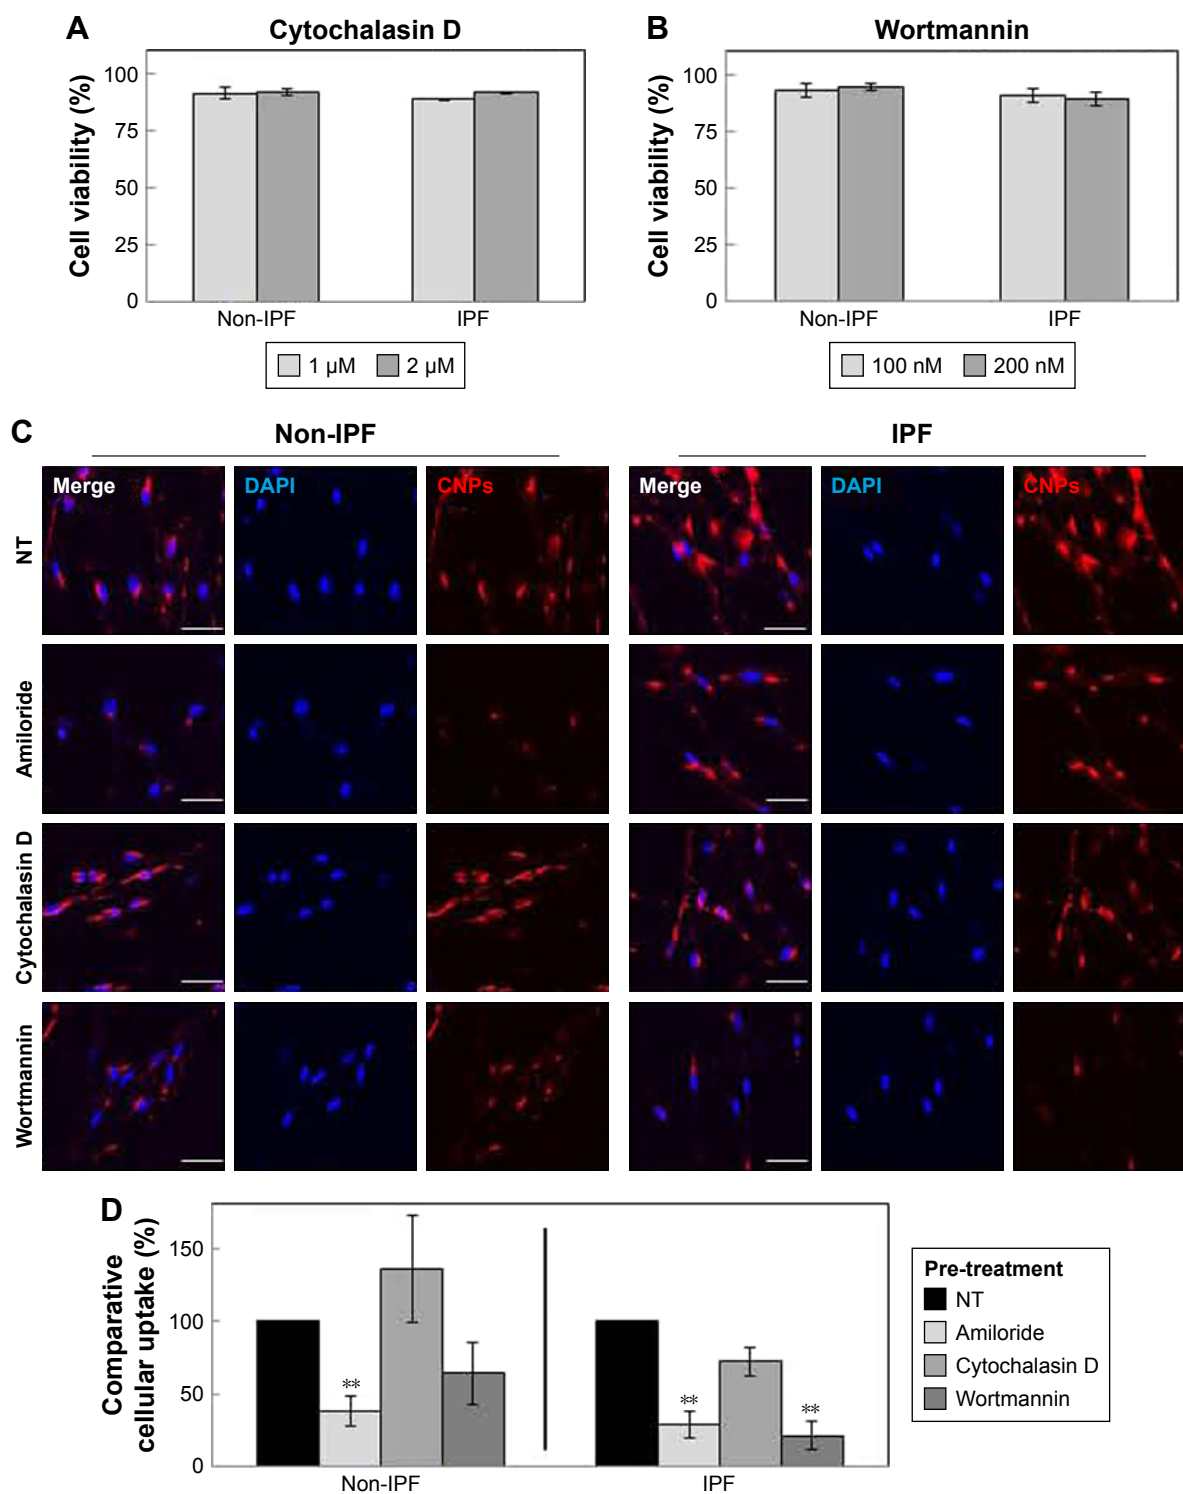 A
Cytochalasin D
Cell viability (%)
100
75
50
25
0
Non-IPF
IPF
1 µM
2 µM
B
Wortmannin
Cell viability (%)
100
75
50
25
0
Non-IPF
IPF
100 nM
200 nM
C
Non-IPF
IPF
Merge
DAPI
CNPs
Merge
DAPI
CNPs
NT
Amiloride
Cytochalasin D
Wortmannin
D
Comparative
cellular uptake (%)
150
100
50
0
**
**
**
Non-IPF
IPF
Pre-treatment
NT
Amiloride
Cytochalasin D
Wortmannin